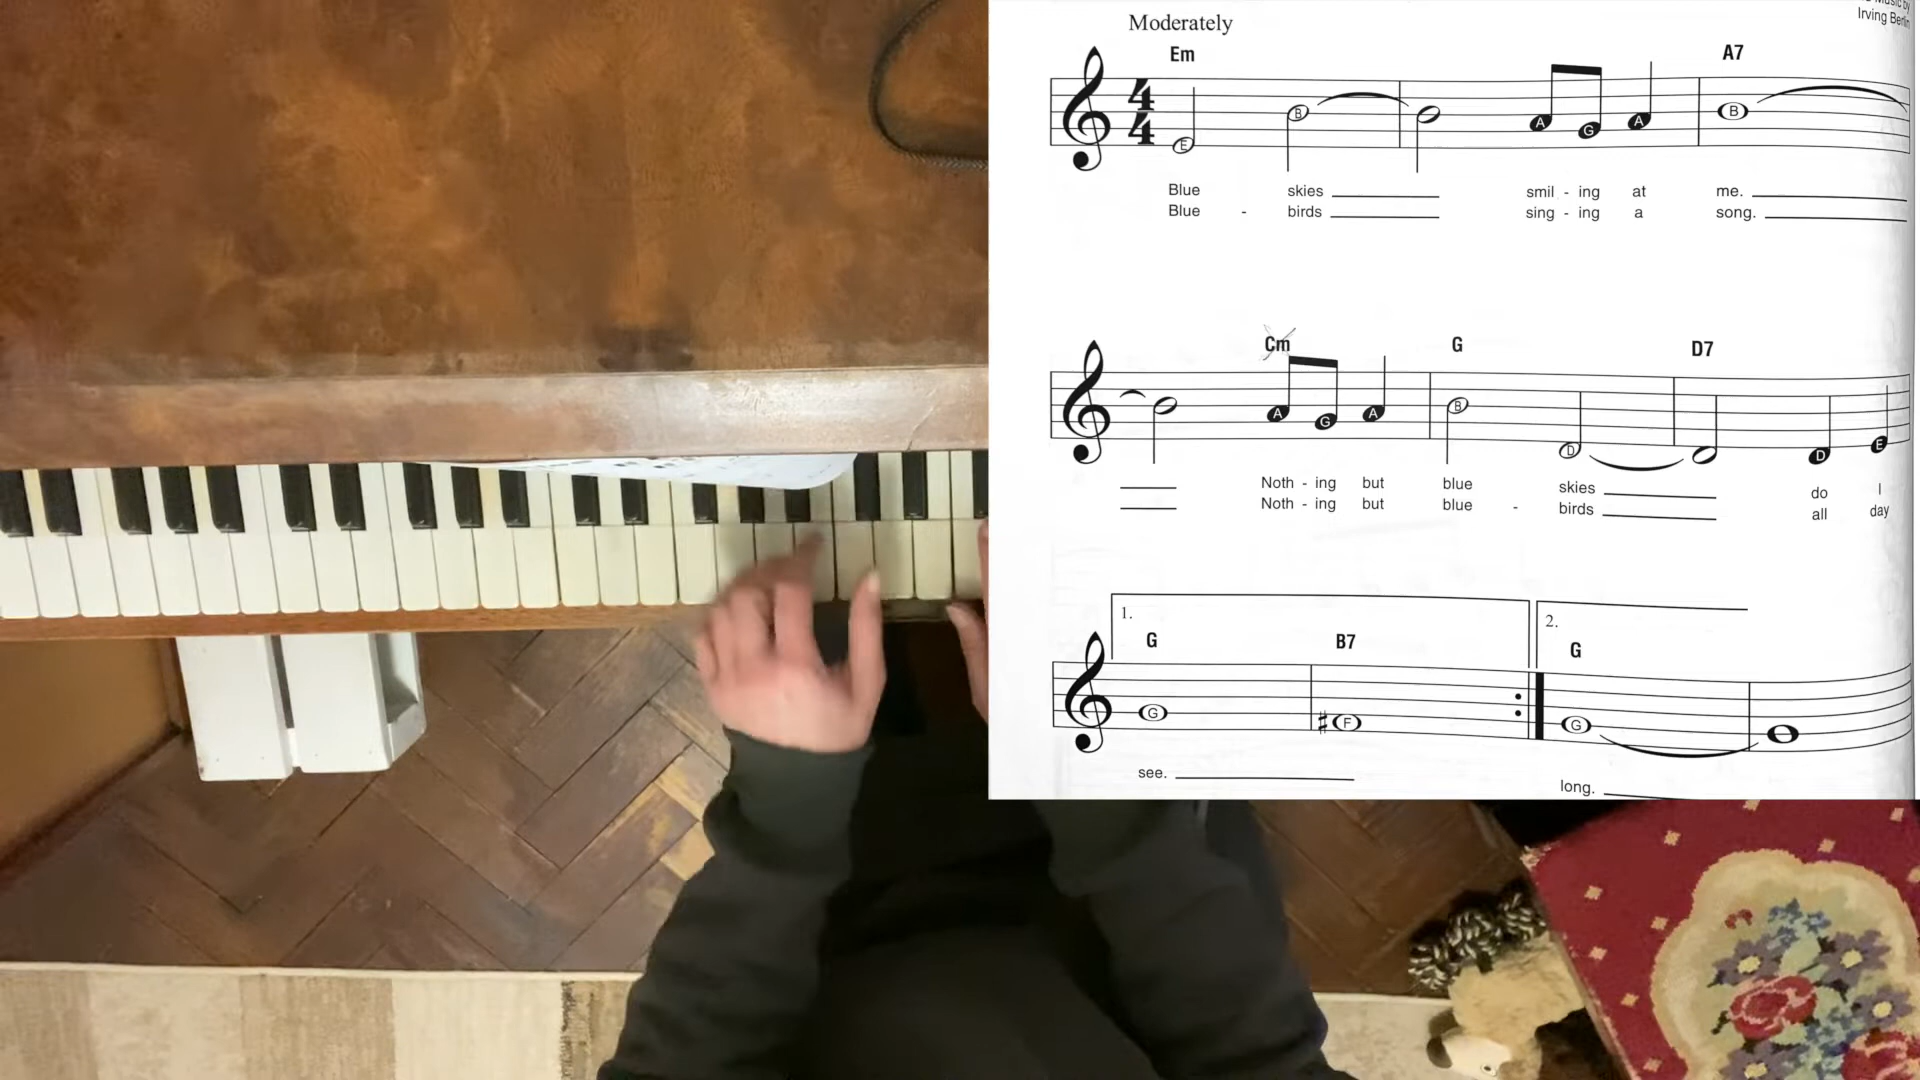 Moderately
Irving Berlin
Em A7
4
4
E B A G A B
Blue skies smil - ing at me.
Blue - birds sing - ing a song.
Cm G D7
A G A B D D E
Noth - ing but blue skies do I
Noth - ing but blue - birds all day
1. 2.
G B7 G
G F G
see. long.